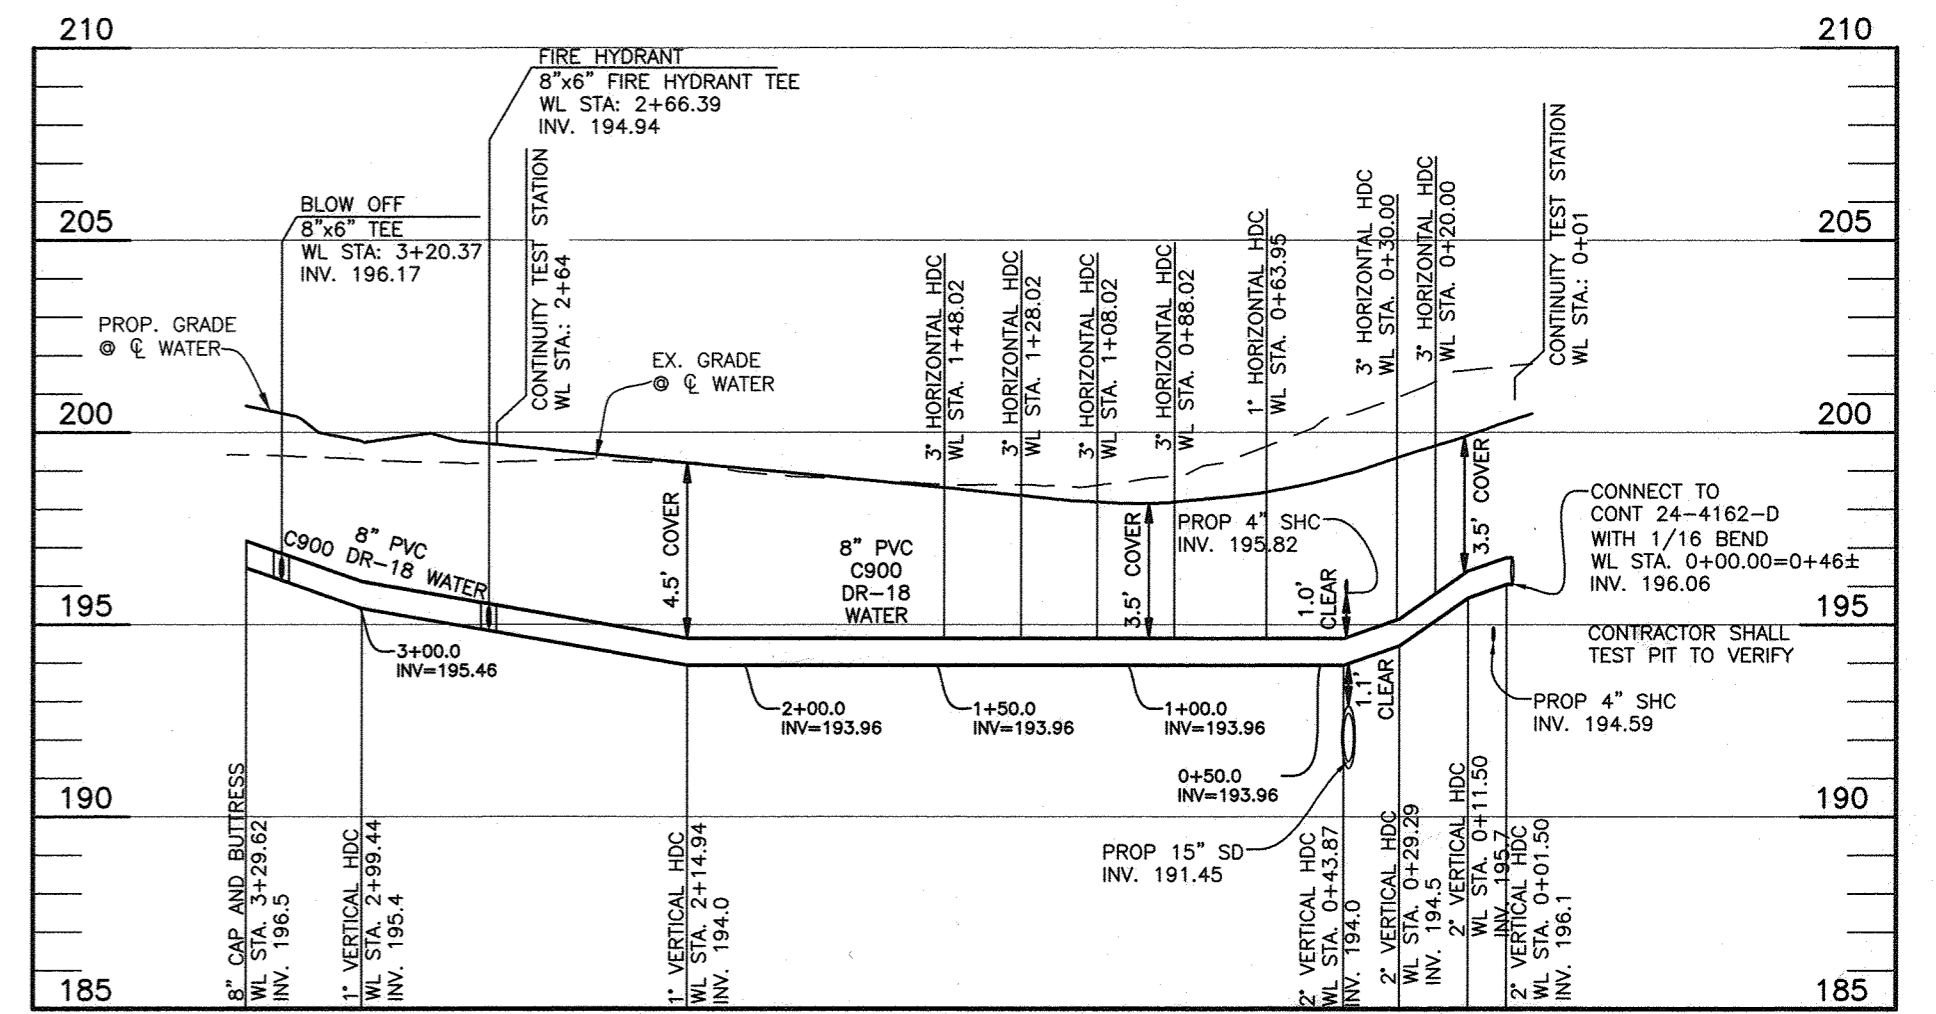 210
210
FIRE HYDRANT
8"x6" FIRE HYDRANT TEE
WL STA: 2+66.39
INV. 194.94
CONTINUITY TEST STATION
WL STA.: 2+64
BLOW OFF
8"x6" TEE
WL STA: 3+20.37
INV. 196.17
205
205
PROP. GRADE
@ ℄ WATER
EX. GRADE
@ ℄ WATER
3° HORIZONTAL HDC
WL STA. 1+48.02
3° HORIZONTAL HDC
WL STA. 1+28.02
3° HORIZONTAL HDC
WL STA. 1+08.02
3° HORIZONTAL HDC
WL STA. 0+88.02
1° HORIZONTAL HDC
WL STA. 0+63.95
3° HORIZONTAL HDC
WL STA. 0+30.00
3° HORIZONTAL HDC
WL STA. 0+20.00
CONTINUITY TEST STATION
WL STA.: 0+01
200
200
8" PVC
C900 DR-18 WATER
4.5' COVER
8" PVC
C900
DR-18
WATER
3.5' COVER
PROP 4" SHC
INV. 195.82
1.0'
CLEAR
3.5' COVER
CONNECT TO
CONT 24-4162-D
WITH 1/16 BEND
WL STA. 0+00.00=0+46±
INV. 196.06
195
195
CONTRACTOR SHALL
TEST PIT TO VERIFY
3+00.0
INV=195.46
2+00.0
INV=193.96
1+50.0
INV=193.96
1+00.0
INV=193.96
1.1'
CLEAR
PROP 4" SHC
INV. 194.59
0+50.0
INV=193.96
190
190
PROP 15" SD
INV. 191.45
8" CAP AND BUTTRESS
WL STA. 3+29.62
INV. 196.5
1° VERTICAL HDC
WL STA. 2+99.44
INV. 195.4
1° VERTICAL HDC
WL STA. 2+14.94
INV. 194.0
2° VERTICAL HDC
WL STA. 0+43.87
INV. 194.0
2° VERTICAL HDC
WL STA. 0+29.29
INV. 194.5
2° VERTICAL HDC
WL STA. 0+11.50
INV. 195.7
2° VERTICAL HDC
WL STA. 0+01.50
INV. 196.1
185
185